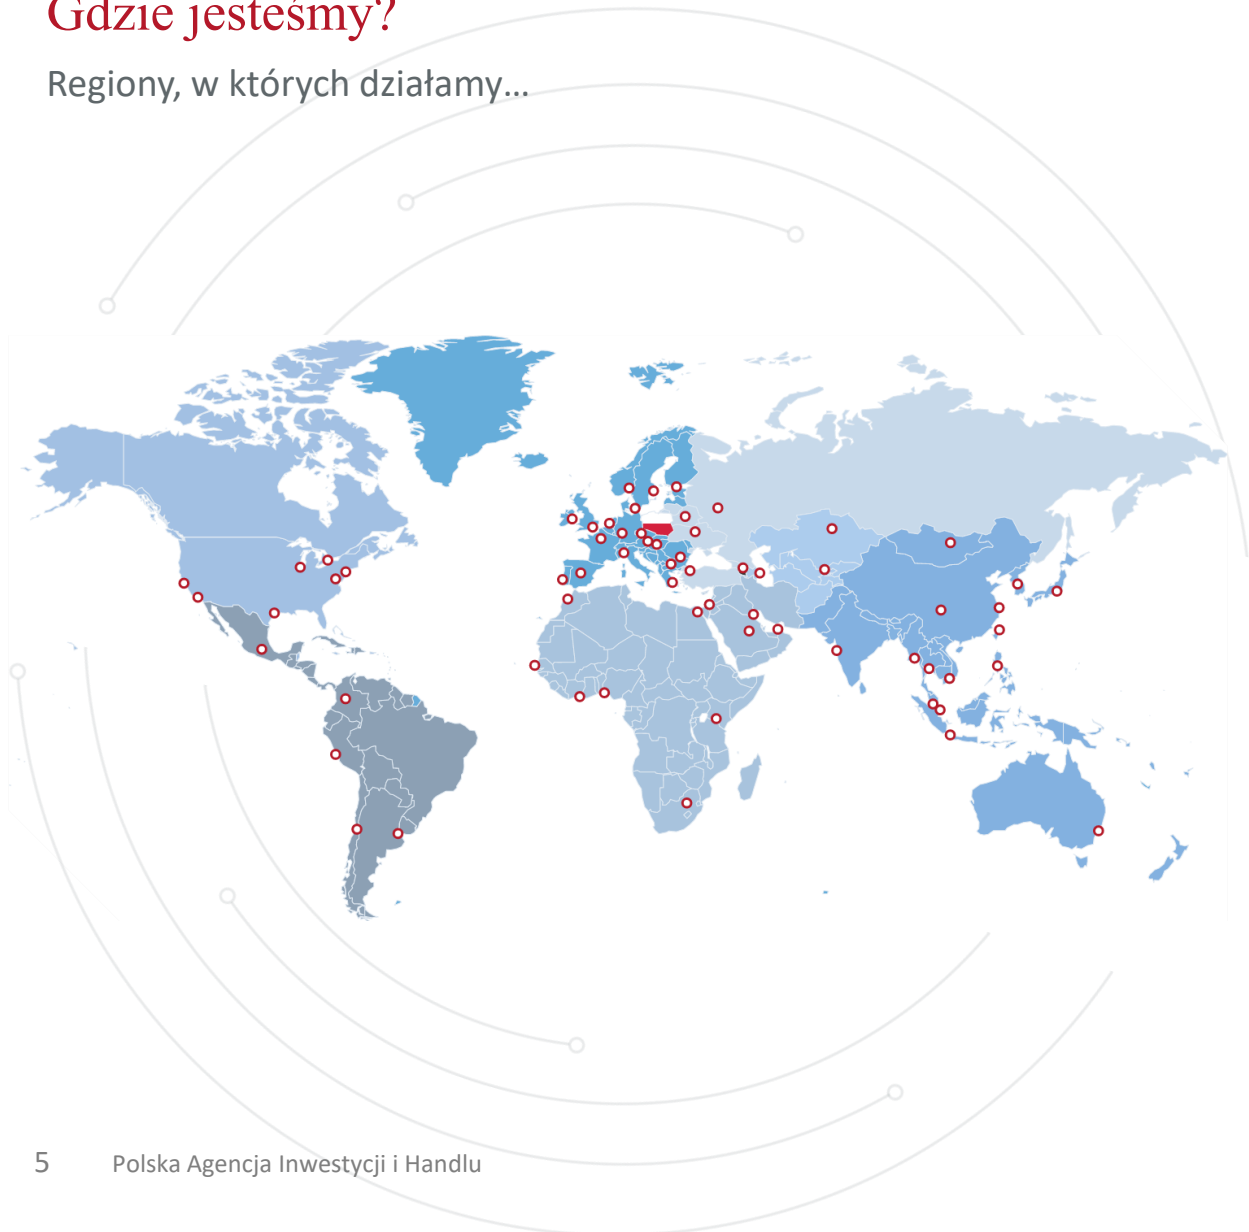 Gdzie jesteśmy?
Regiony, w których działamy…
5 Polska Agencja Inwestycji i Handlu